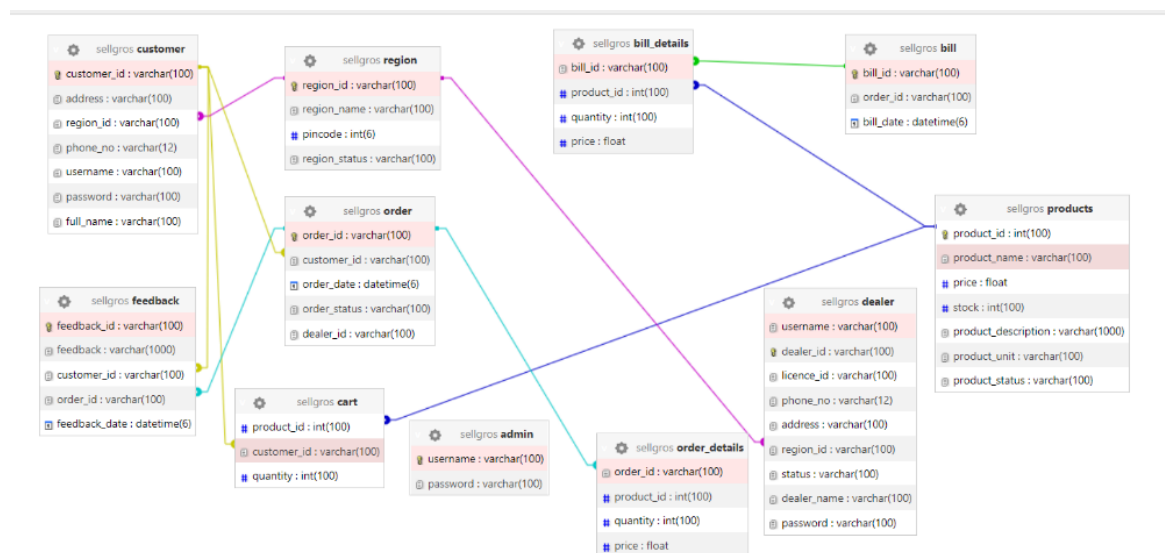 sellgros customer
customer_id : varchar(100)
address : varchar(100)
region_id : varchar(100)
phone_no : varchar(12)
username : varchar(100)
password : varchar(100)
full_name : varchar(100)
sellgros region
region_id : varchar(100)
region_name : varchar(100)
# pincode : int(6)
region_status : varchar(100)
sellgros bill_details
bill_id : varchar(100)
# product_id : int(100)
# quantity : int(100)
# price : float
sellgros bill
bill_id : varchar(100)
order_id : varchar(100)
bill_date : datetime(6)
sellgros order
order_id : varchar(100)
customer_id : varchar(100)
order_date : datetime(6)
order_status : varchar(100)
dealer_id : varchar(100)
sellgros products
product_id : int(100)
product_name : varchar(100)
# price : float
# stock : int(100)
product_description : varchar(1000)
product_unit : varchar(100)
product_status : varchar(100)
sellgros feedback
feedback_id : varchar(100)
feedback : varchar(1000)
customer_id : varchar(100)
order_id : varchar(100)
feedback_date : datetime(6)
sellgros dealer
username : varchar(100)
dealer_id : varchar(100)
licence_id : varchar(100)
phone_no : varchar(12)
address : varchar(100)
region_id : varchar(100)
status : varchar(100)
dealer_name : varchar(100)
password : varchar(100)
sellgros cart
# product_id : int(100)
customer_id : varchar(100)
# quantity : int(100)
sellgros admin
username : varchar(100)
password : varchar(100)
sellgros order_details
order_id : varchar(100)
# product_id : int(100)
# quantity : int(100)
# price : float